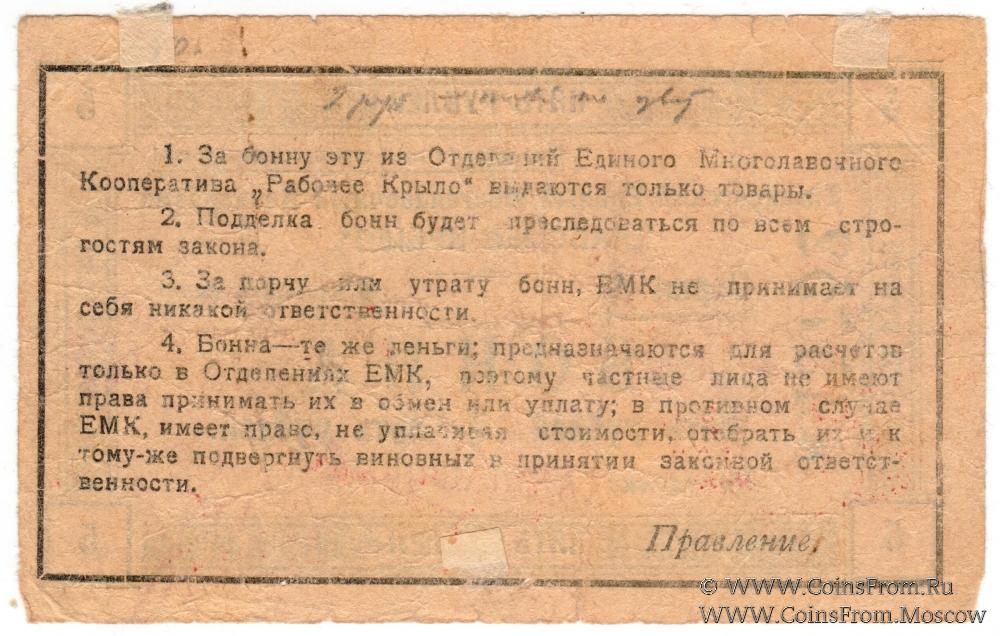 1. За бонну эту из Отделений Единого Многолавочного
Кооператива „Рабочее Крыло“ выдаются только товары.
2. Подделка бонн будет преследоваться по всем стро-
гостям закона.
3. За порчу или утрату бонн, ЕМК не принимает на
себя никакой ответственности.
4. Бонна—те же деньги; предназначаются для расчетов
только в Отделениях ЕМК, поэтому частные лица не имеют
права принимать их в обмен или уплату; в противном случае
ЕМК, имеет право, не уплачивая стоимости, отобрать их и, к
тому-же подвергнуть виновных в принятии законной ответст-
венности.
Правление.
© WWW.CoinsFrom.Ru
WWW.CoinsFrom.Moscow